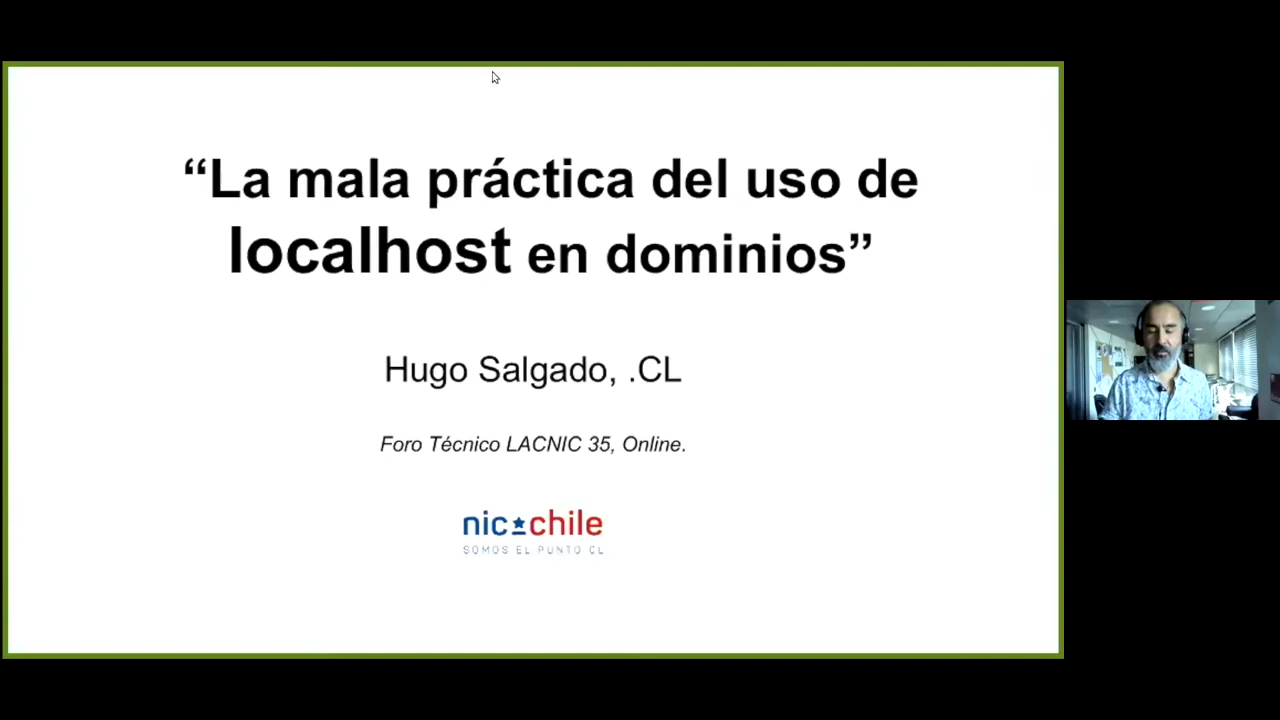 “La mala práctica del uso de
localhost en dominios”
Hugo Salgado, .CL
Foro Técnico LACNIC 35, Online.
nic chile
SOMOS EL PUNTO CL